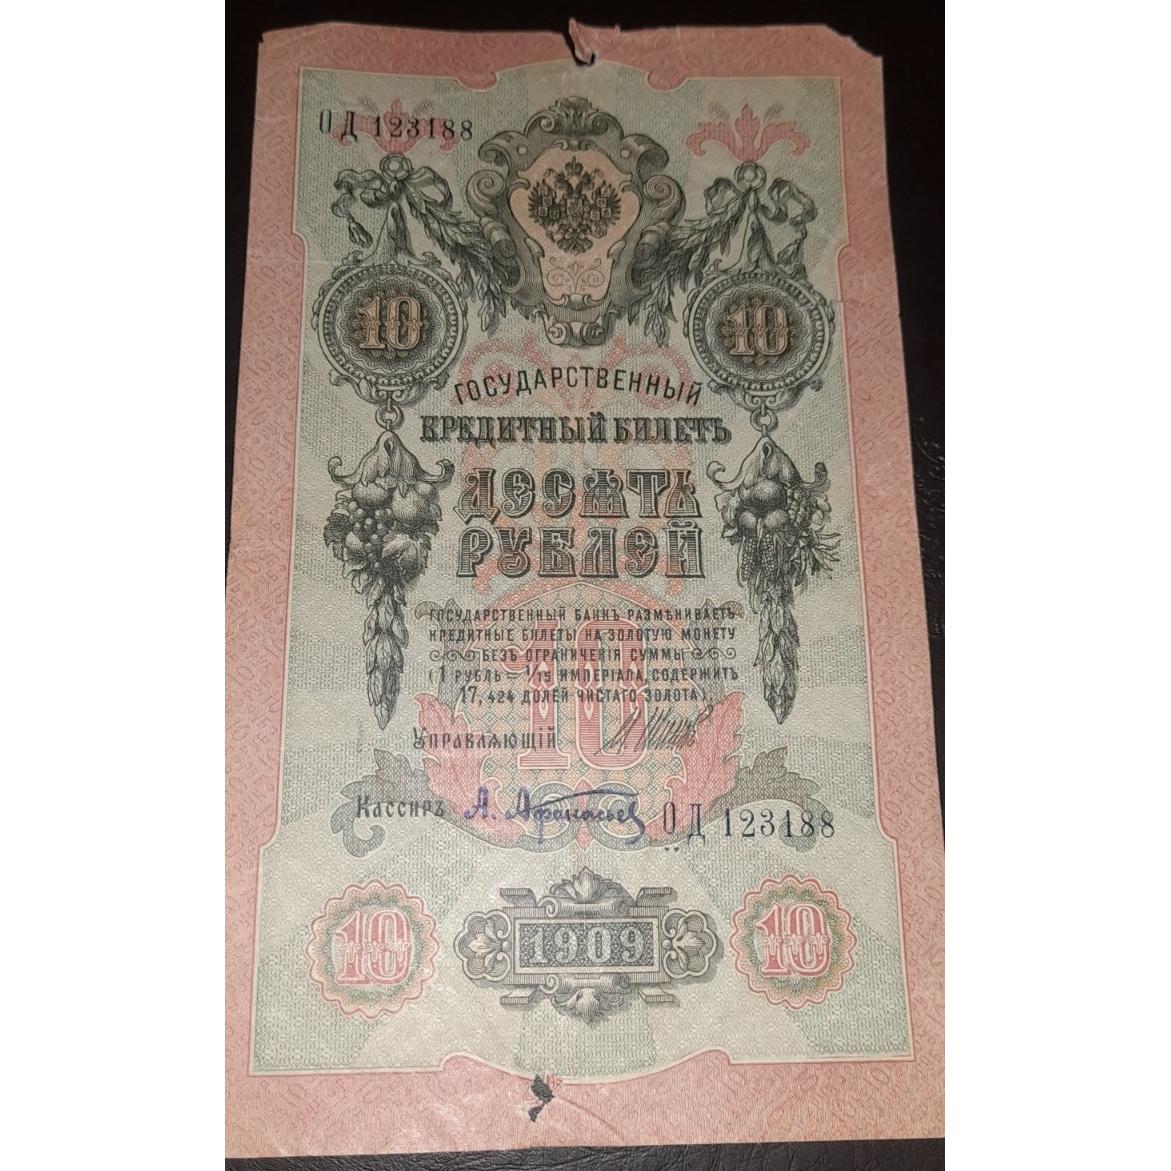 ОД 123188
10 10
ГОСУДАРСТВЕННЫЙ
КРЕДИТНЫЙ БИЛЕТЪ
ДЕСЯТЬ
РУБЛЕЙ
ГОСУДАРСТВЕННЫЙ БАНКЪ РАЗМѢНИВАЕТЪ
КРЕДИТНЫЕ БИЛЕТЫ НА ЗОЛОТУЮ МОНЕТУ
БЕЗЪ ОГРАНИЧЕНІЯ СУММЫ
(1 РУБЛЬ = 1/15 ИМПЕРІАЛА, СОДЕРЖИТЪ
17,424 ДОЛЕЙ ЧИСТАГО ЗОЛОТА).
10
УПРАВЛЯЮЩІЙ
Кассиръ А. Афанасьев ОД 123188
10 1909 10